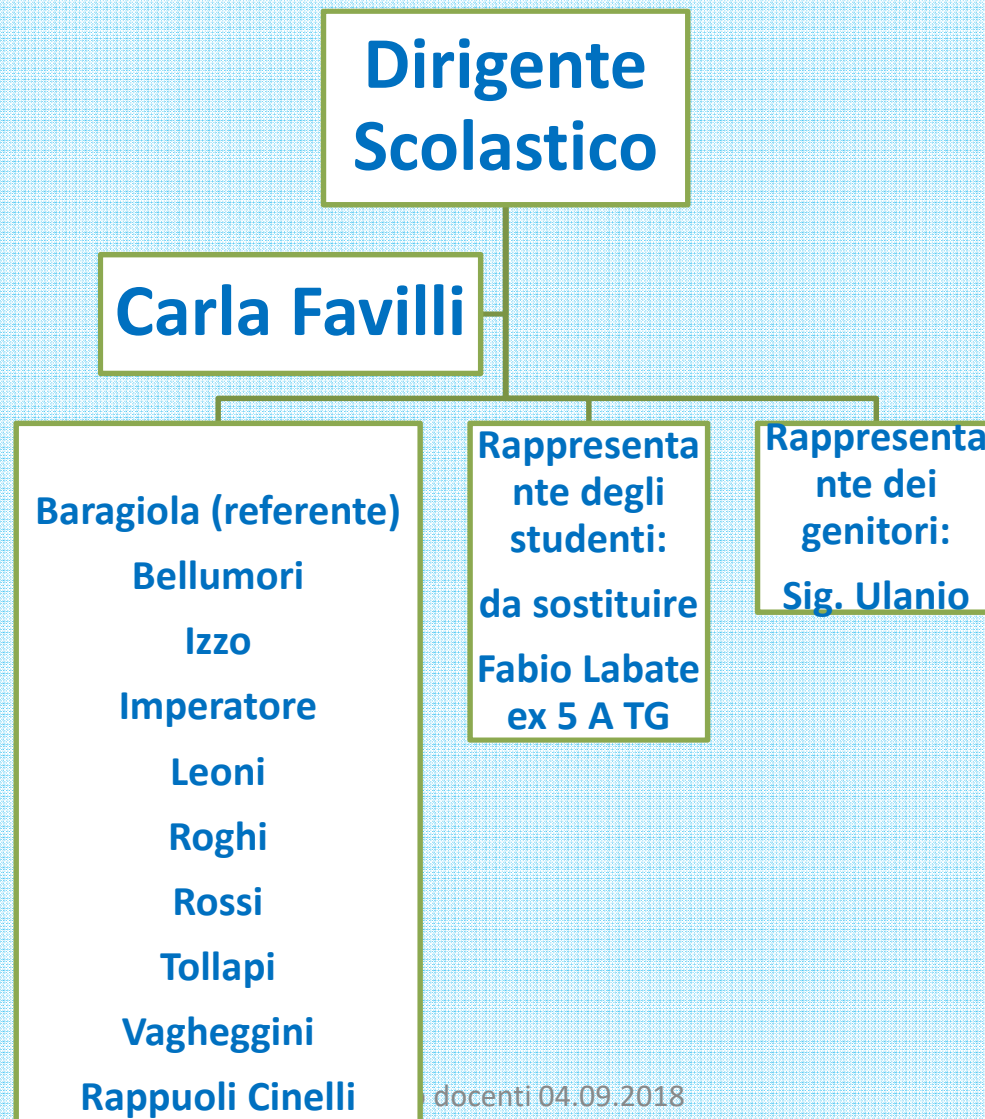 Dirigente
Scolastico
Carla Favilli
Baragiola (referente)
Bellumori
Izzo
Imperatore
Leoni
Roghi
Rossi
Tollapi
Vagheggini
Rappuoli Cinelli
Rappresenta
nte degli
studenti:
da sostituire
Fabio Labate
ex 5 A TG
Rappresenta
nte dei
genitori:
Sig. Ulanio
docenti 04.09.2018